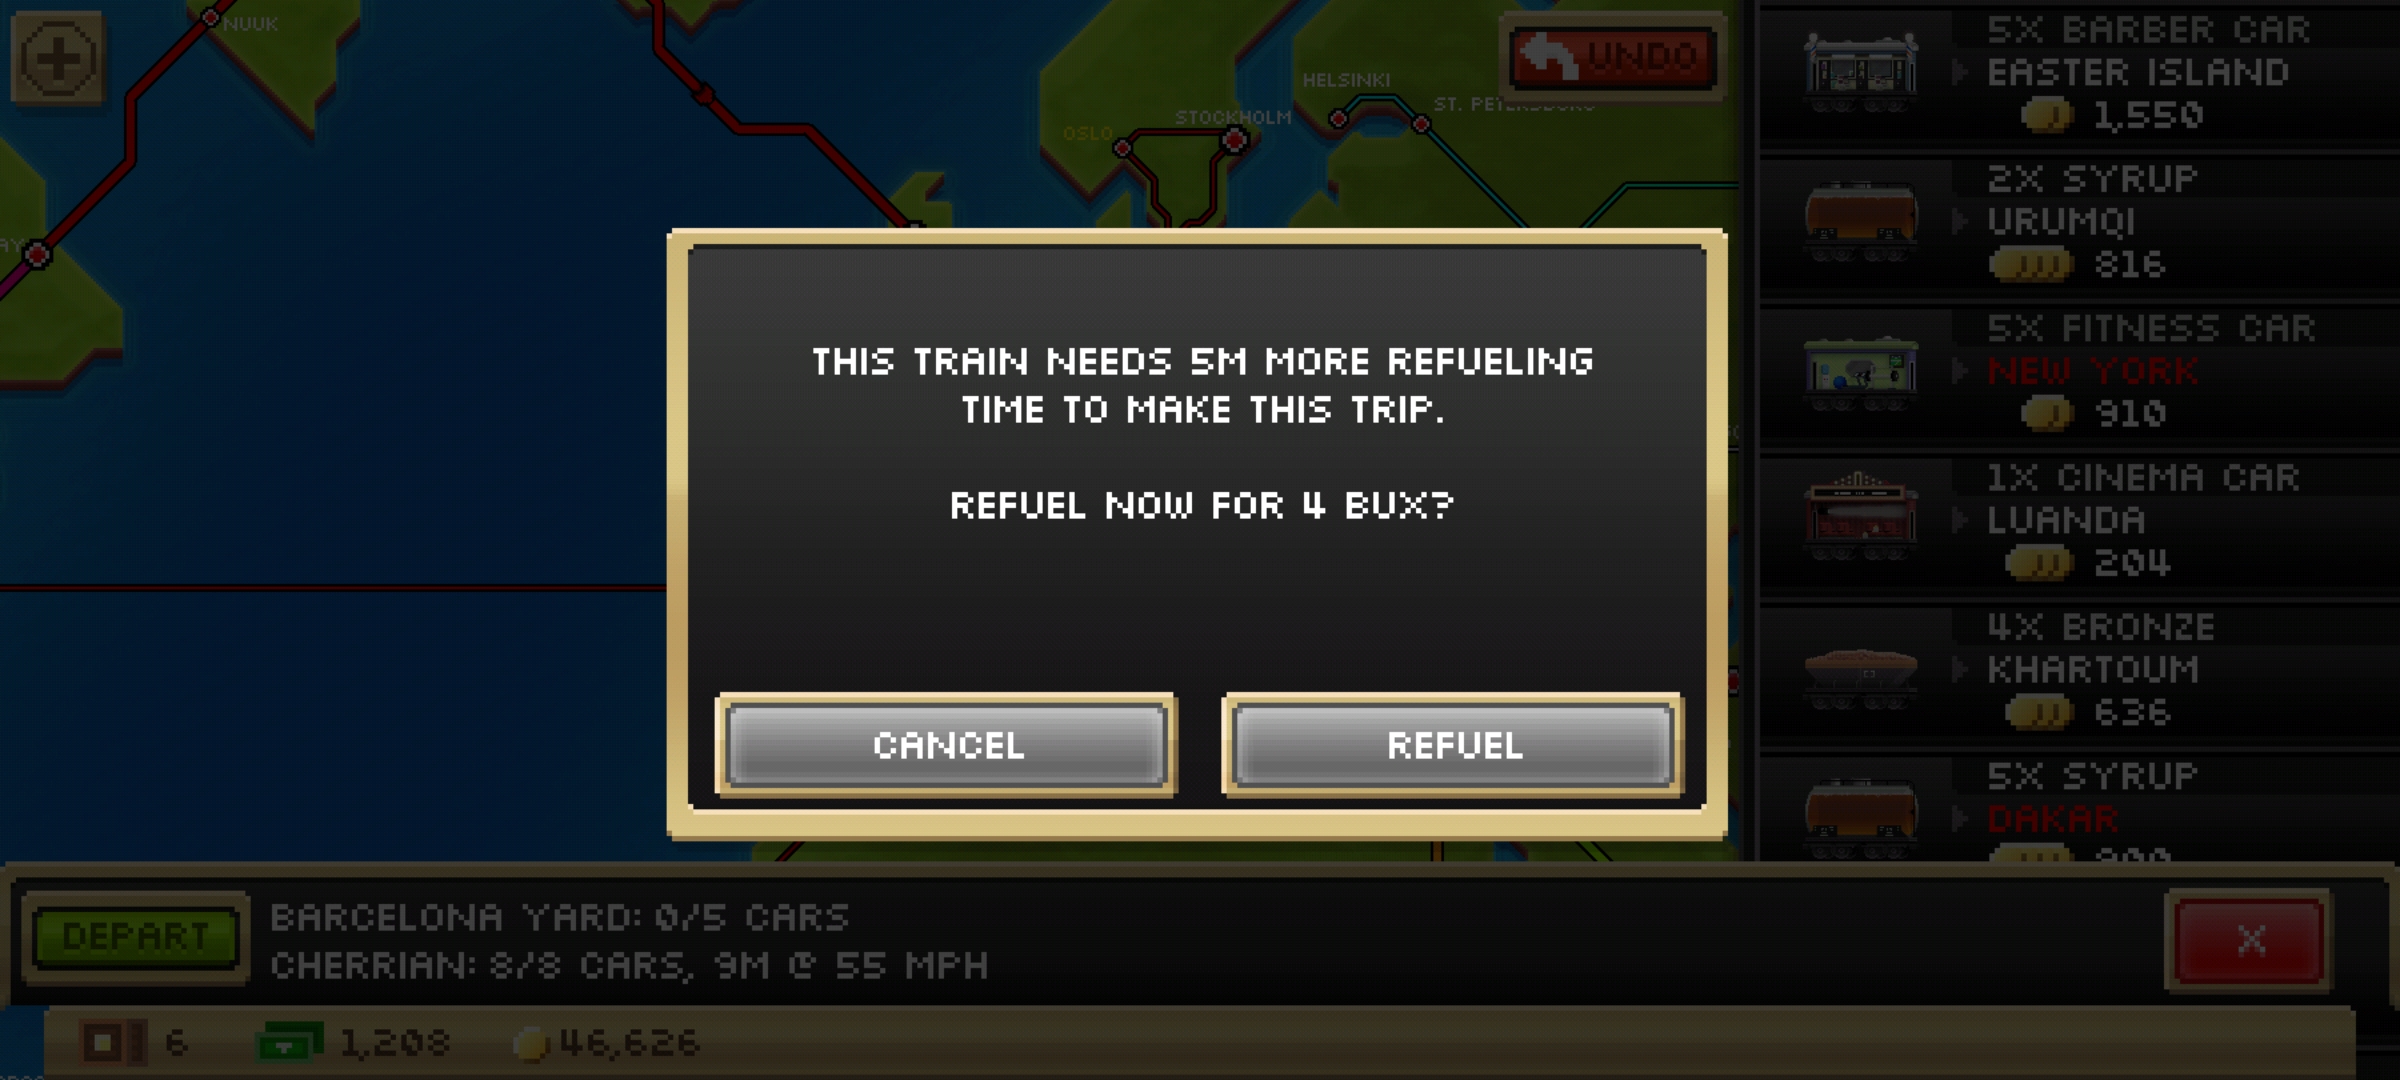 NUUK
UNDO
HELSINKI
STOCKHOLM
OSLO
THIS TRAIN NEEDS 5M MORE REFUELING
TIME TO MAKE THIS TRIP.
REFUEL NOW FOR 4 BUX?
CANCEL
REFUEL
5X BARBER CAR
EASTER ISLAND
1,550
2X SYRUP
URUMQI
816
5X FITNESS CAR
NEW YORK
910
1X CINEMA CAR
LUANDA
204
4X BRONZE
KHARTOUM
636
5X SYRUP
DAKAR
DEPART
BARCELONA YARD: 0/5 CARS
CHERRIAN: 8/8 CARS, 9M @ 55 MPH
X
6
1,208
46,626